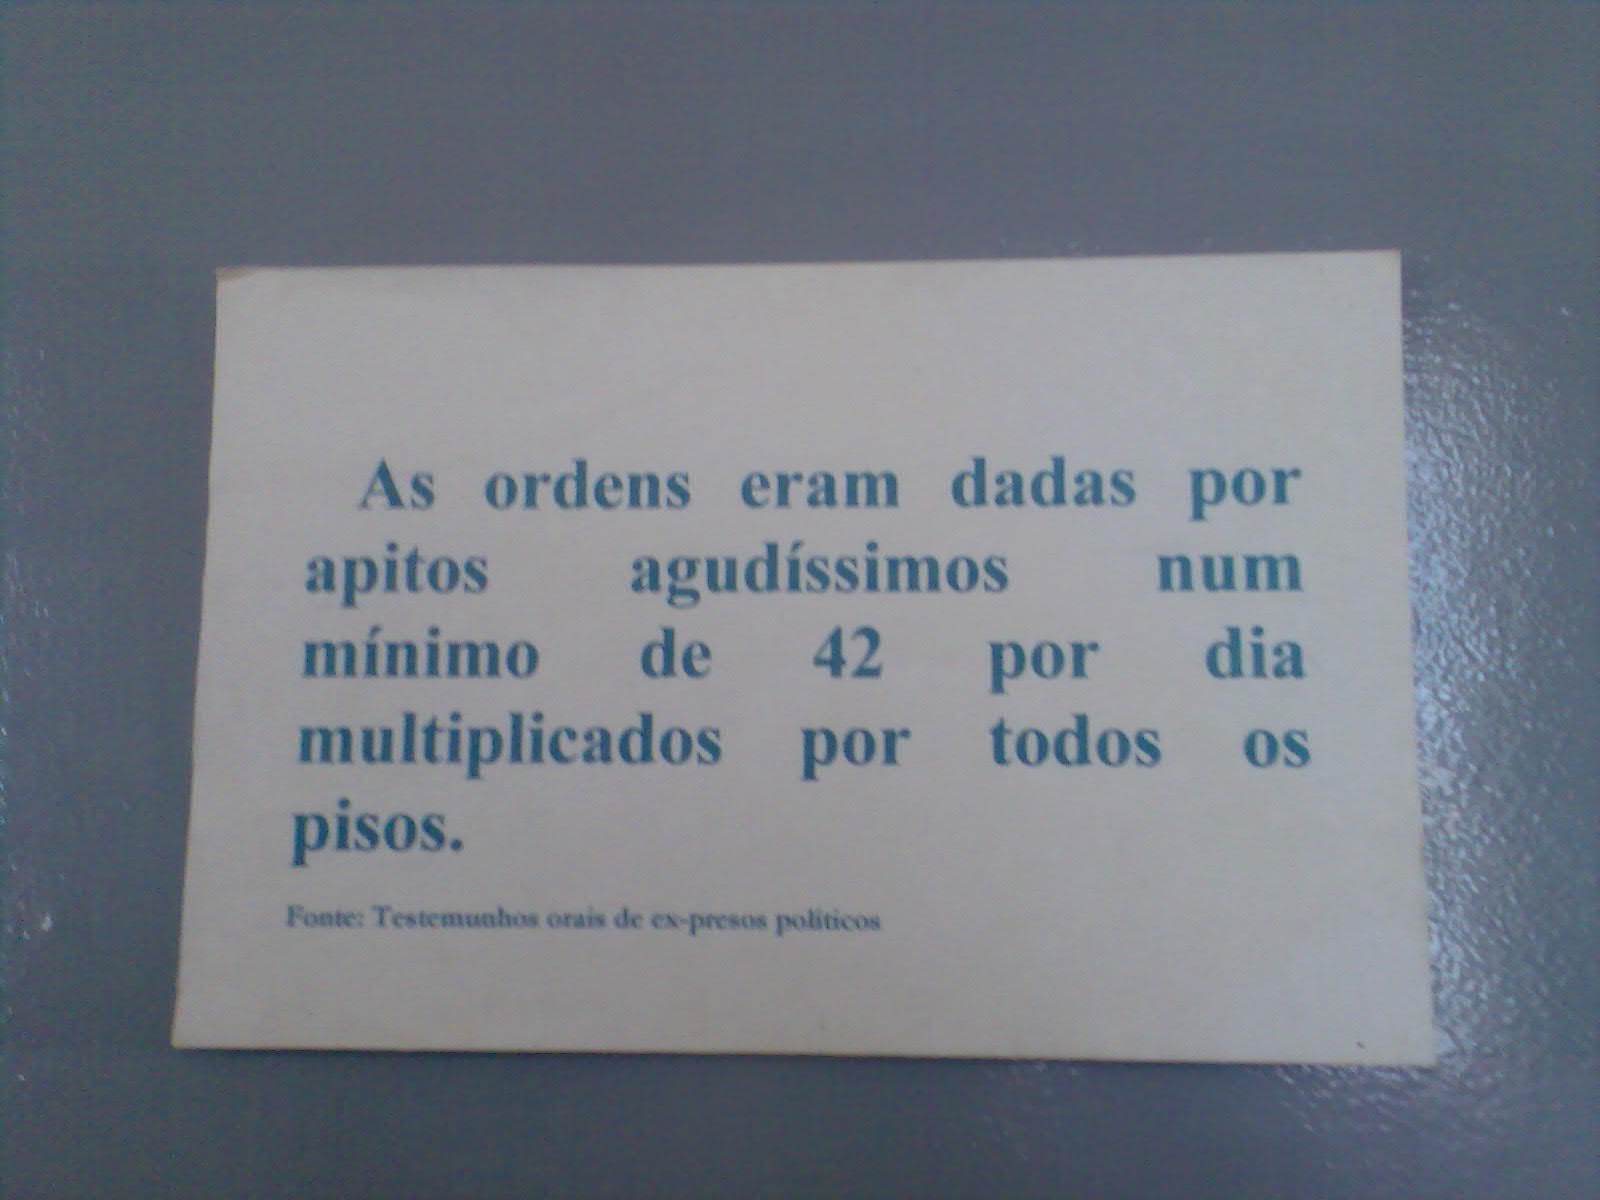 As ordens eram dadas por
apitos agudíssimos num
mínimo de 42 por dia
multiplicados por todos os
pisos.
Fonte: Testemunhos orais de ex-presos políticos